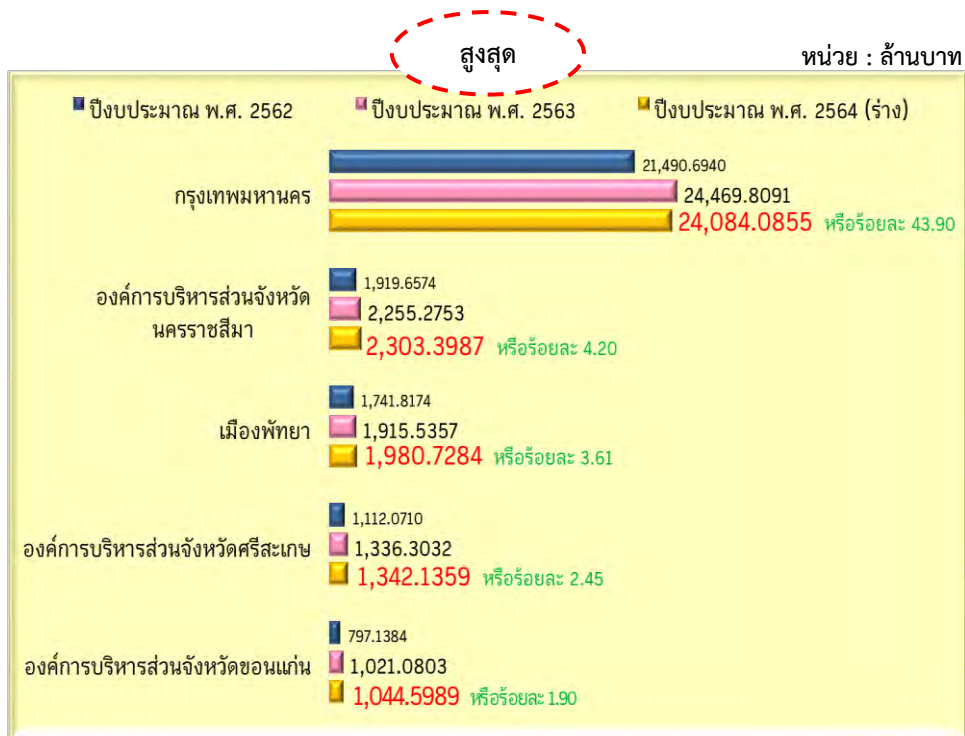 สูงสุด
หน่วย : ล้านบาท
ปีงบประมาณ พ.ศ. 2562 ปีงบประมาณ พ.ศ. 2563 ปีงบประมาณ พ.ศ. 2564 (ร่าง)
กรุงเทพมหานคร
21,490.6940
24,469.8091
24,084.0855 หรือร้อยละ 43.90
องค์การบริหารส่วนจังหวัด
นครราชสีมา
1,919.6574
2,255.2753
2,303.3987 หรือร้อยละ 4.20
เมืองพัทยา
1,741.8174
1,915.5357
1,980.7284 หรือร้อยละ 3.61
องค์การบริหารส่วนจังหวัดศรีสะเกษ
1,112.0710
1,336.3032
1,342.1359 หรือร้อยละ 2.45
องค์การบริหารส่วนจังหวัดขอนแก่น
797.1384
1,021.0803
1,044.5989 หรือร้อยละ 1.90